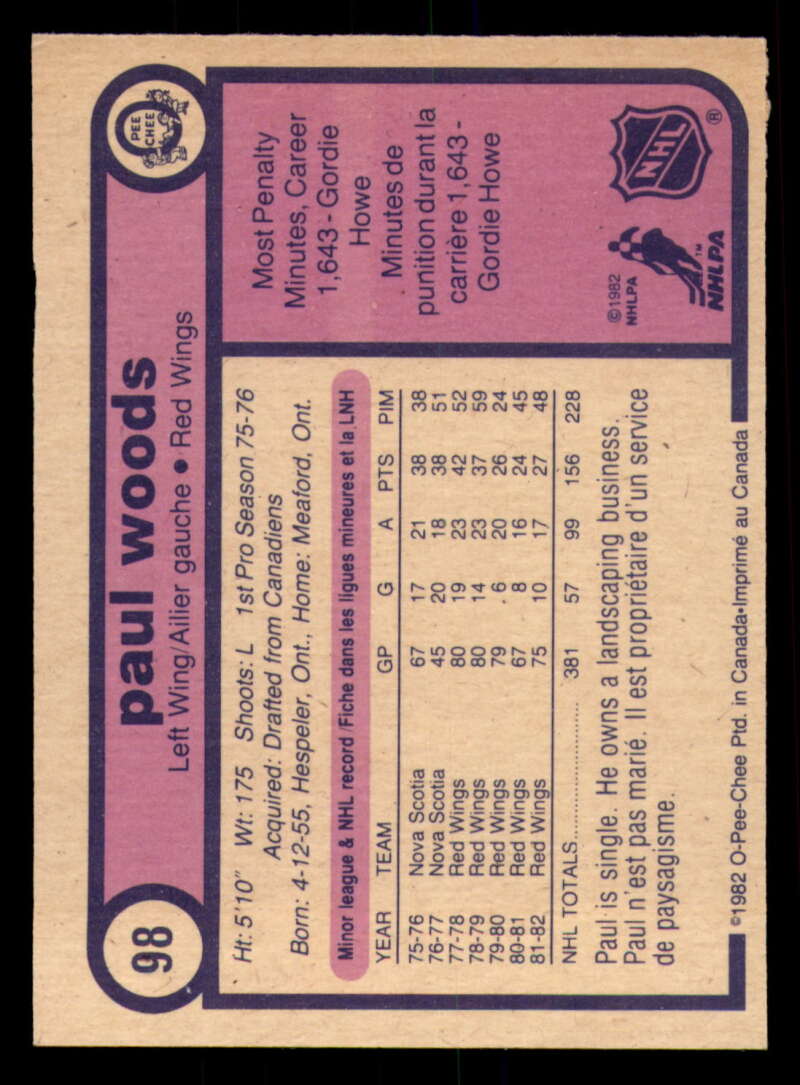 98
paul woods
Left Wing/Ailier gauche • Red Wings
O
PEE
CHEE
Ht: 5'10" Wt: 175 Shoots: L 1st Pro Season 75-76
Acquired: Drafted from Canadiens
Born: 4-12-55, Hespeler, Ont., Home: Meaford, Ont.
Minor league & NHL record/Fiche dans les ligues mineures et la LNH
YEAR TEAM GP G A PTS PIM
75-76 Nova Scotia 67 17 21 38 38
76-77 Nova Scotia 45 20 18 38 51
77-78 Red Wings 80 19 23 42 52
78-79 Red Wings 80 14 23 37 59
79-80 Red Wings 79 6 20 26 24
80-81 Red Wings 67 8 16 24 45
81-82 Red Wings 75 10 17 27 48
NHL TOTALS 381 57 99 156 228
Paul is single. He owns a landscaping business.
Paul n'est pas marié. Il est propriétaire d'un service
de paysagisme.
Most Penalty
Minutes, Career
1,643 - Gordie
Howe
Minutes de
punition durant la
carrière 1,643 -
Gordie Howe
©1982
NHLPA
NHLPA™
NHL®
©1982 O-Pee-Chee Ptd. in Canada•Imprimé au Canada